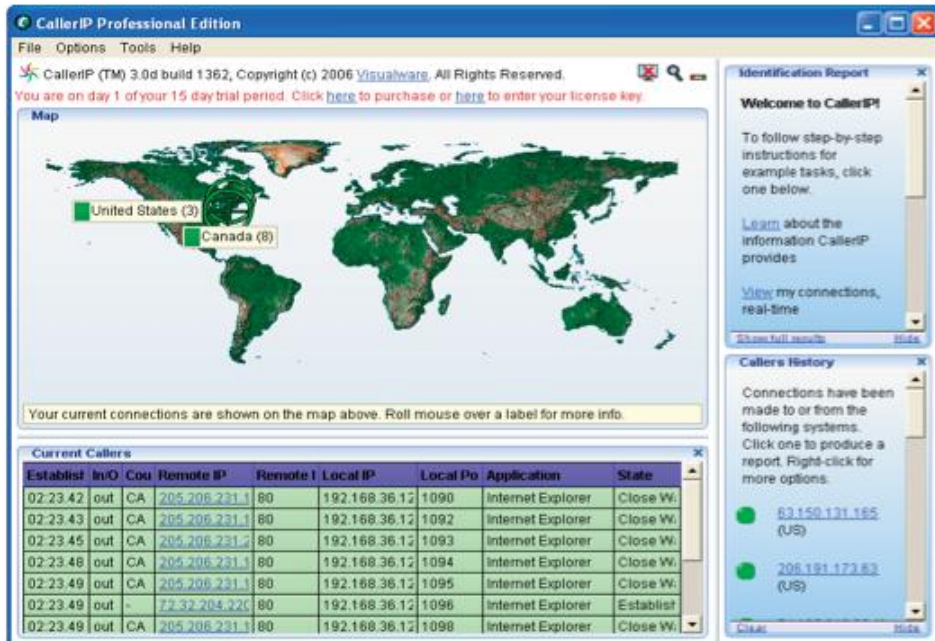 CallerIP Professional Edition
File Options Tools Help
CallerIP (TM) 3.0d build 1362, Copyright (c) 2006 Visualware. All Rights Reserved.
You are on day 1 of your 15 day trial period. Click here to purchase or here to enter your license key.
Map
United States (3)
Canada (8)
Your current connections are shown on the map above. Roll mouse over a label for more info.
Current Callers
Establist In/O Cou Remote IP Remote Local IP Local Po Application State
02:23.42 out CA 205.206.231.1 80 192.168.36.12 1090 Internet Explorer Close W
02:23.43 out CA 205.206.231.1 80 192.168.36.12 1092 Internet Explorer Close W
02:23.45 out CA 205.206.231.2 80 192.168.36.12 1093 Internet Explorer Close W
02:23.48 out CA 205.206.231.1 80 192.168.36.12 1094 Internet Explorer Close W
02:23.49 out CA 205.206.231.1 80 192.168.36.12 1095 Internet Explorer Close W
02:23.49 out - 72.32.204.220 80 192.168.36.12 1096 Internet Explorer Establist
02:23.49 out CA 205.206.231.1 80 192.168.36.12 1098 Internet Explorer Close W
Identification Report
Welcome to CallerIP!
To follow step-by-step
instructions for
example tasks, click
one below.
Learn about the
information CallerIP
provides
View my connections,
real-time
Show full results Hide
Callers History
Connections have been
made to or from the
following systems.
Click one to produce a
report. Right-click for
more options.
63.150.131.165
(US)
206.191.173.63
(US)
Clear Hide